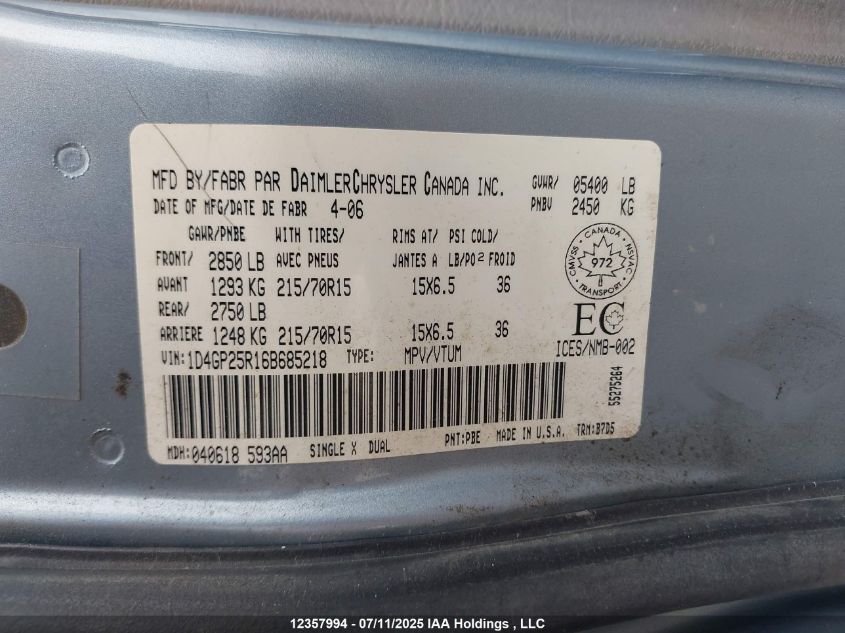 MFD BY/FABR PAR DAIMLERCHRYSLER CANADA INC. GVWR/ 05400 LB
DATE OF MFG/DATE DE FABR 4-06 PNBV 2450 KG
GAWR/PNBE WITH TIRES/ RIMS AT/ PSI COLD/
FRONT/ 2850 LB AVEC PNEUS JANTES A LB/PO2 FROID
AVANT 1293 KG 215/70R15 15X6.5 36
REAR/ 2750 LB
ARRIERE 1248 KG 215/70R15 15X6.5 36
CANADA
CMVSS 972 NSVAC
TRANSPORT
EC
ICES/NMB-002
VIN: 1D4GP25R16B685218 TYPE: MPV/VTUM
55275264
MDH: 040618 593AA SINGLE X DUAL PNT: PBE MADE IN U.S.A. TRM: B7D5
12357994 - 07/11/2025 IAA Holdings , LLC